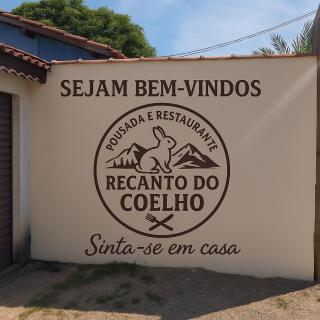 SEJAM BEM-VINDOS
POUSADA E RESTAURANTE
RECANTO DO
COELHO
Sinta-se em casa